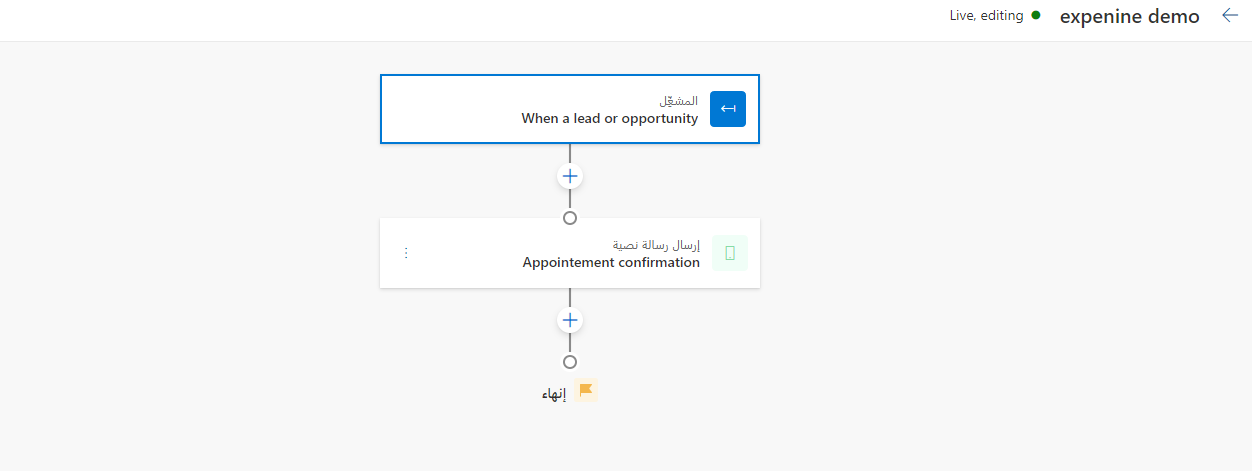 expenine demo
Live, editing
المشغّل
When a lead or opportunity
إرسال رسالة نصية
Appointement confirmation
إنهاء